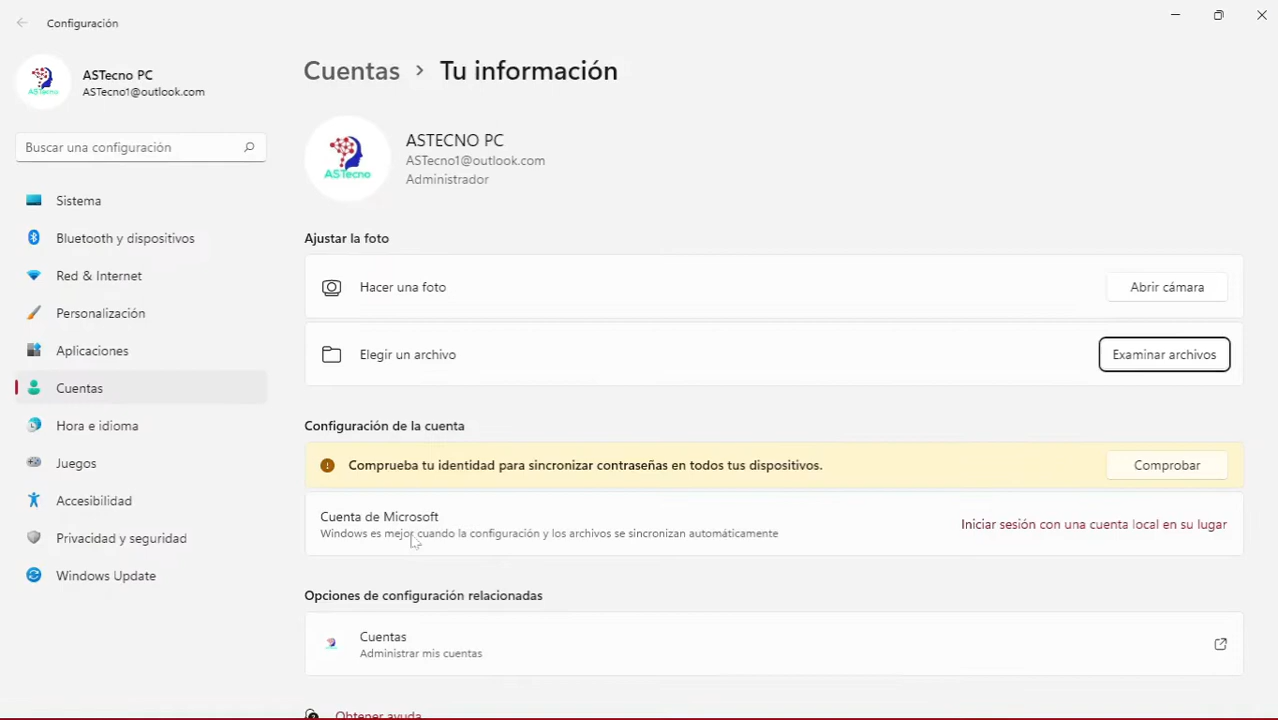 Configuración
ASTecno PC
ASTecno1@outlook.com
Buscar una configuración
Sistema
Bluetooth y dispositivos
Red & Internet
Personalización
Aplicaciones
Cuentas
Hora e idioma
Juegos
Accesibilidad
Privacidad y seguridad
Windows Update
Cuentas > Tu información
ASTecno
ASTECNO PC
ASTecno1@outlook.com
Administrador
Ajustar la foto
Hacer una foto
Abrir cámara
Elegir un archivo
Examinar archivos
Configuración de la cuenta
Comprueba tu identidad para sincronizar contraseñas en todos tus dispositivos.
Comprobar
Cuenta de Microsoft
Windows es mejor cuando la configuración y los archivos se sincronizan automáticamente
Iniciar sesión con una cuenta local en su lugar
Opciones de configuración relacionadas
Cuentas
Administrar mis cuentas
Obtener ayuda